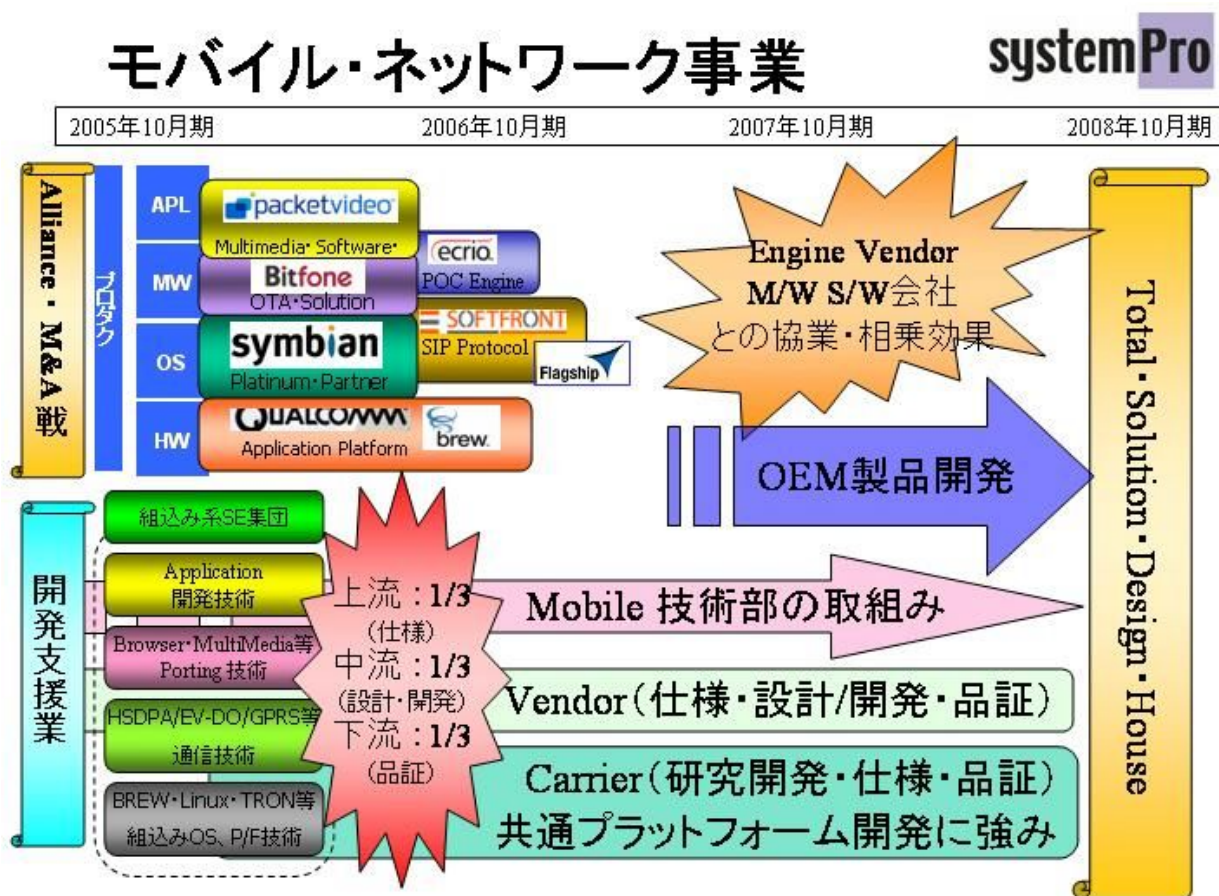 モバイル・ネットワーク事業
systemPro
2005年10月期
2006年10月期
2007年10月期
2008年10月期
Alliance・M&A戦
プロダク
APL
MW
OS
HW
packetvideo
Multimedia・Software・
Bitfone
OTA・Solution
ecrio
POC Engine
symbian
Platinum・Partner
SOFTFRONT
SIP Protocol
Flagship
QUALCOMM
Application Platform
brew
Engine Vendor
M/W S/W会社
との協業・相乗効果
OEM製品開発
Total・Solution・Design・House
開発支援業
組込み系SE集団
Application
開発技術
Browser・MultiMedia等
Porting 技術
HSDPA/EV-DO/GPRS等
通信技術
BREW・Linux・TRON等
組込みOS、P/F技術
上流：1/3
(仕様)
中流：1/3
(設計・開発)
下流：1/3
(品証)
Mobile 技術部の取組み
Vendor(仕様・設計/開発・品証)
Carrier(研究開発・仕様・品証)
共通プラットフォーム開発に強み